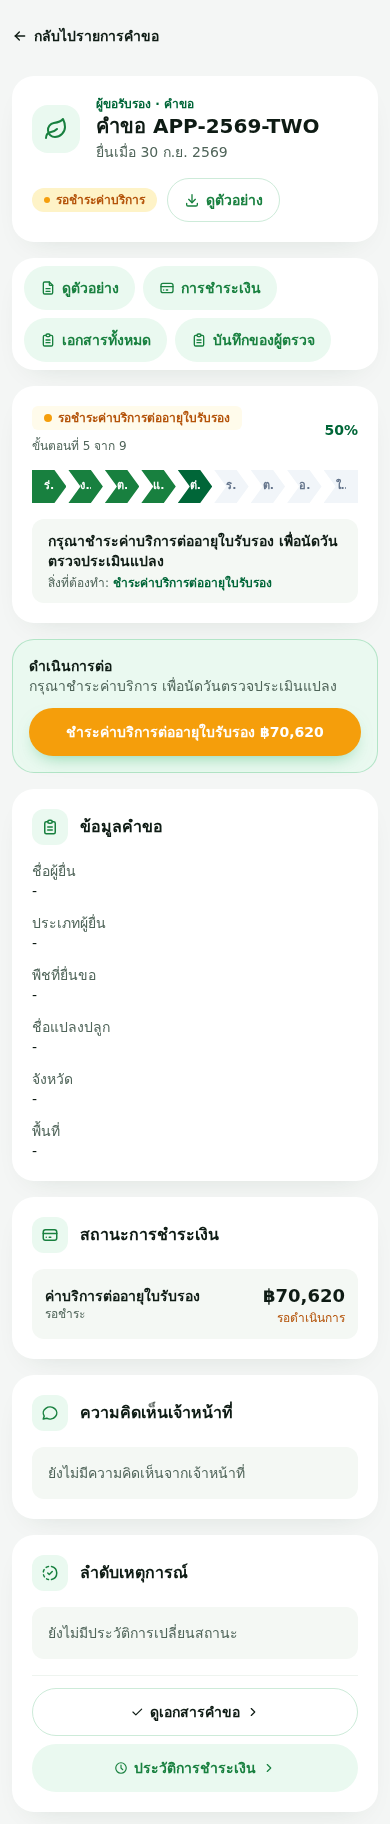 กลับไปรายการคำขอ
ผู้ขอรับรอง · คำขอ
คำขอ APP-2569-TWO
ยื่นเมื่อ 30 ก.ย. 2569
รอชำระค่าบริการ
ดูตัวอย่าง
ดูตัวอย่าง
การชำระเงิน
เอกสารทั้งหมด
บันทึกของผู้ตรวจ
รอชำระค่าบริการต่ออายุใบรับรอง
ขั้นตอนที่ 5 จาก 9
50%
กรุณาชำระค่าบริการต่ออายุใบรับรอง เพื่อนัดวัน
ตรวจประเมินแปลง
สิ่งที่ต้องทำ: ชำระค่าบริการต่ออายุใบรับรอง
ดำเนินการต่อ
กรุณาชำระค่าบริการ เพื่อนัดวันตรวจประเมินแปลง
ชำระค่าบริการต่ออายุใบรับรอง ฿70,620
ข้อมูลคำขอ
ชื่อผู้ยื่น
-
ประเภทผู้ยื่น
-
พืชที่ยื่นขอ
-
ชื่อแปลงปลูก
-
จังหวัด
-
พื้นที่
-
สถานะการชำระเงิน
ค่าบริการต่ออายุใบรับรอง
฿70,620
รอชำระ
รอดำเนินการ
ความคิดเห็นเจ้าหน้าที่
ยังไม่มีความคิดเห็นจากเจ้าหน้าที่
ลำดับเหตุการณ์
ยังไม่มีประวัติการเปลี่ยนสถานะ
ดูเอกสารคำขอ
ประวัติการชำระเงิน